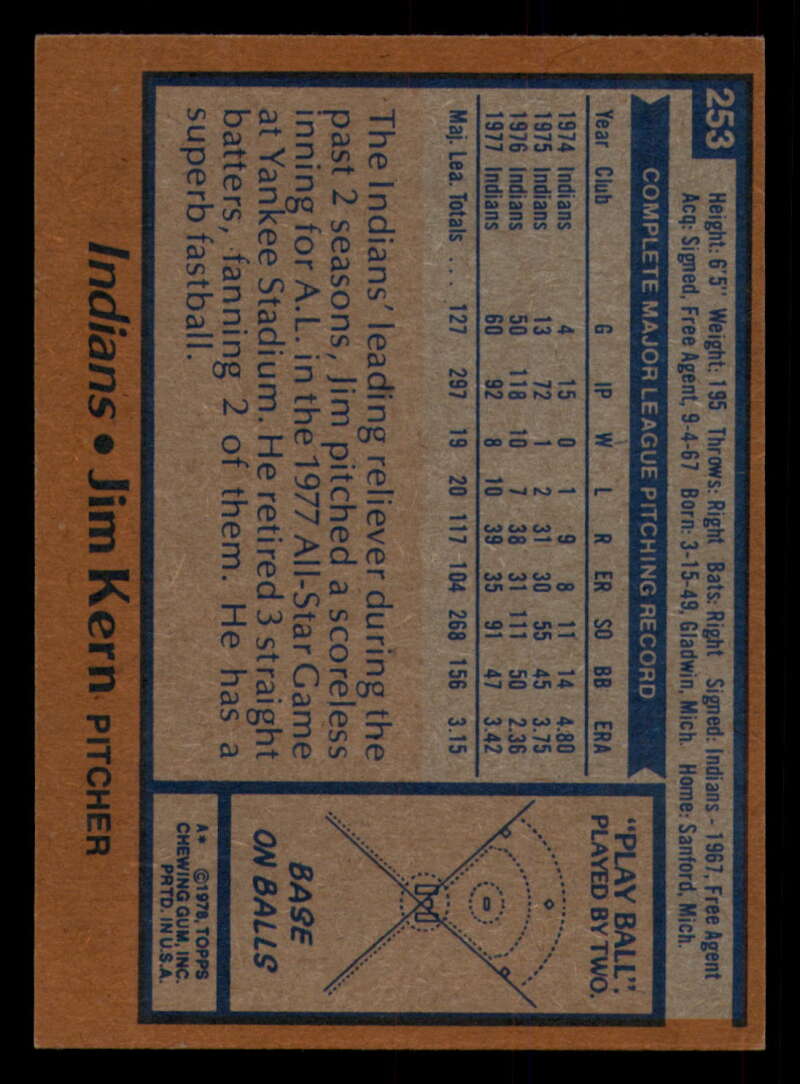 253
Height: 6'5" Weight: 195 Throws: Right Bats: Right Signed: Indians - 1967, Free Agent
Acq: Signed, Free Agent, 9-4-67 Born: 3-15-49, Gladwin, Mich. Home: Sanford, Mich.
COMPLETE MAJOR LEAGUE PITCHING RECORD
Year Club G IP W L R ER SO BB ERA
1974 Indians 4 15 0 1 9 8 11 14 4.80
1975 Indians 13 72 1 2 31 30 55 45 3.75
1976 Indians 50 118 10 7 38 31 111 50 2.36
1977 Indians 60 92 8 10 39 35 91 47 3.42
Maj. Lea. Totals ... 127 297 19 20 117 104 268 156 3.15
The Indians' leading reliever during the
past 2 seasons, Jim pitched a scoreless
inning for A.L. in the 1977 All-Star Game
at Yankee Stadium. He retired 3 straight
batters, fanning 2 of them. He has a
superb fastball.
"PLAY BALL":
PLAYED BY TWO.
BASE
ON BALLS
A* ©1978, TOPPS
CHEWING GUM, INC.
PRTD. IN U.S.A.
Indians • Jim Kern PITCHER